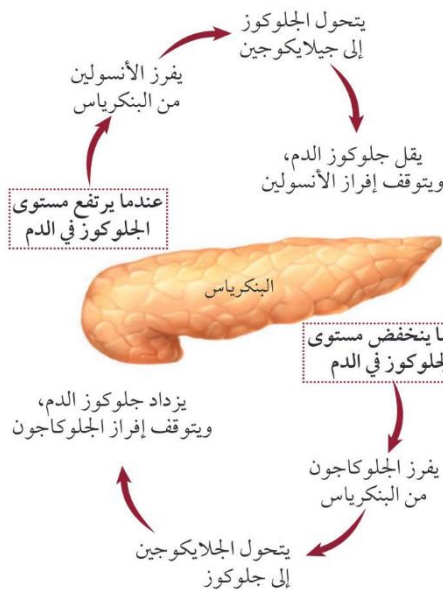 يتحول الجلوكوز
إلى جيلايكوجين
يفرز الأنسولين
من البنكرياس
يقل جلوكوز الدم،
ويتوقف إفراز الأنسولين
عندما يرتفع مستوى
الجلوكوز في الدم
البنكرياس
ينخفض مستوى
في الدم
يزداد جلوكوز الدم،
ويتوقف إفراز الجلوكاجون
يفرز الجلوكاجون
من البنكرياس
يتحول الجلايكوجين
إلى جلوكوز